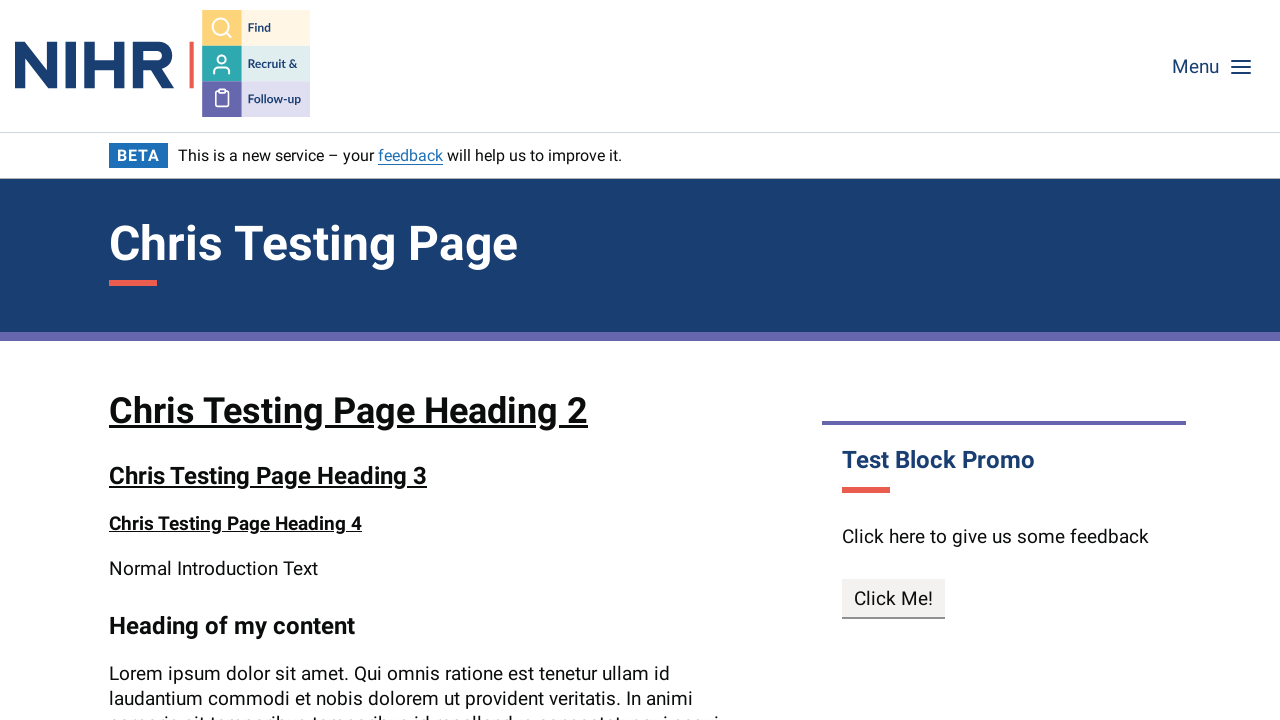 NIHR
Find
Recruit &
Follow-up
Menu
BETA This is a new service – your feedback will help us to improve it.
Chris Testing Page
Chris Testing Page Heading 2
Chris Testing Page Heading 3
Chris Testing Page Heading 4
Normal Introduction Text
Heading of my content
Lorem ipsum dolor sit amet. Qui omnis ratione est tenetur ullam id
laudantium commodi et nobis dolorem ut provident veritatis. In animi
Test Block Promo
Click here to give us some feedback
Click Me!